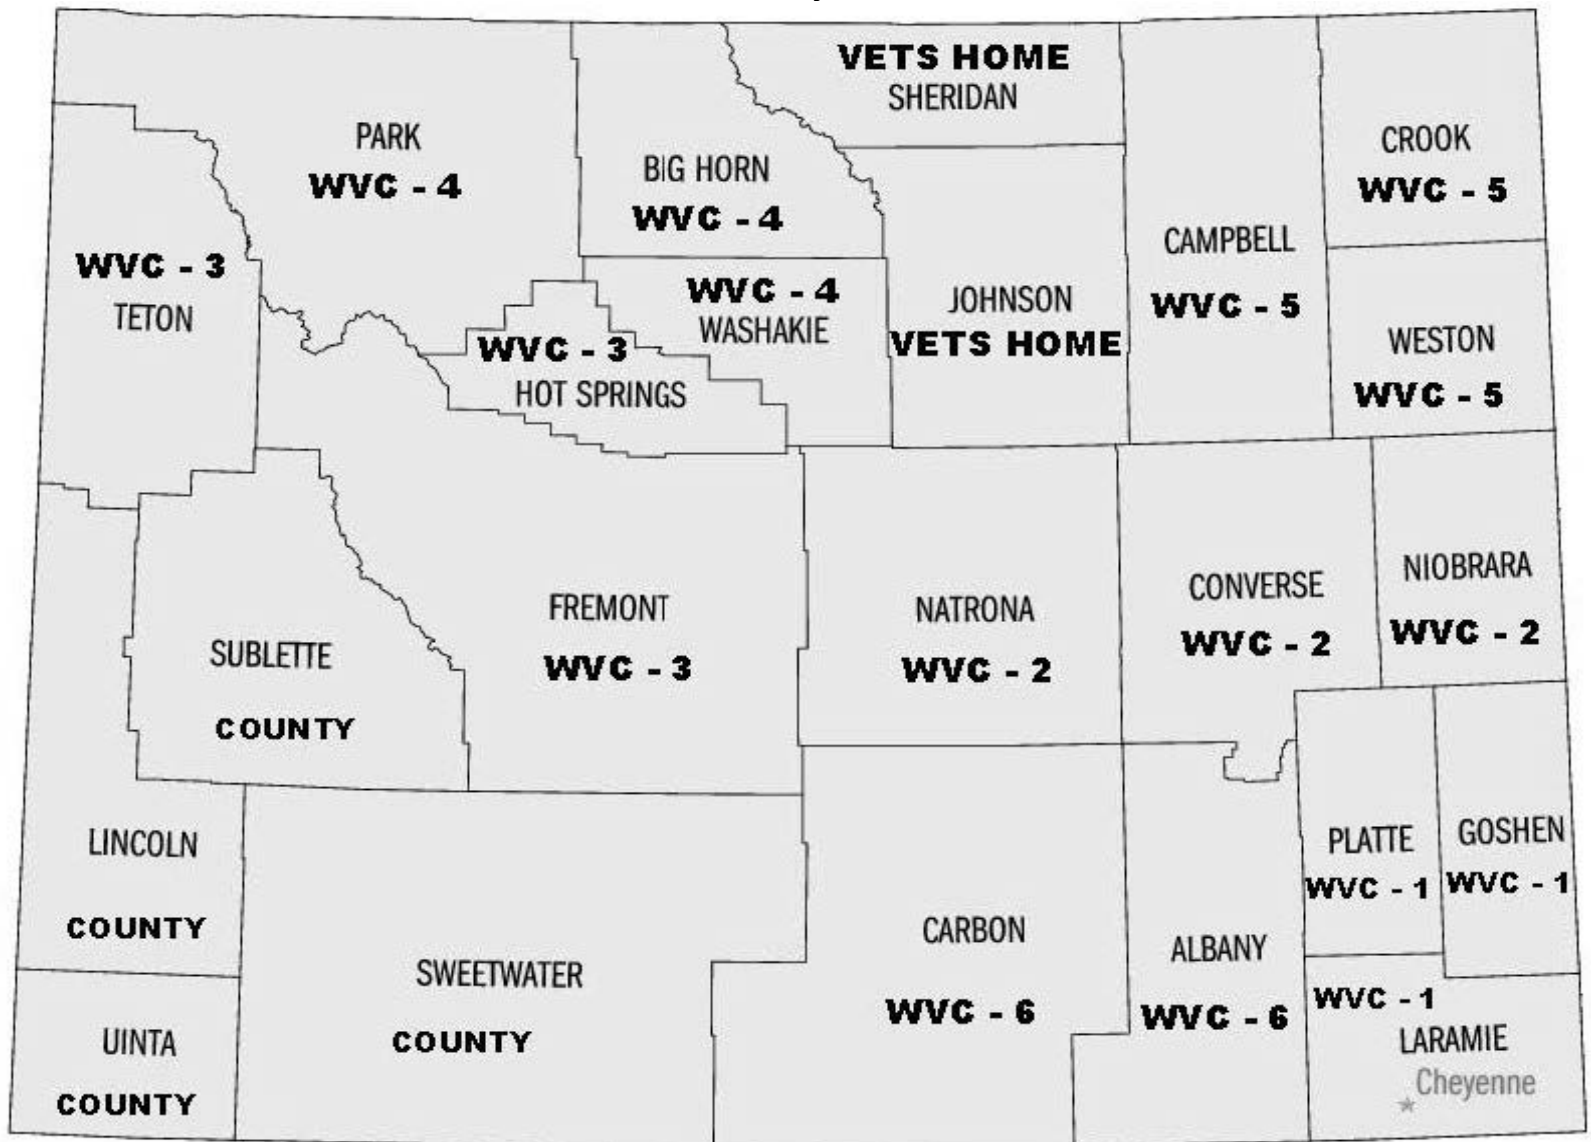 VETS HOME
SHERIDAN
PARK
WVC - 4
BIG HORN
WVC - 4
CROOK
WVC - 5
CAMPBELL
WVC - 5
WVC - 3
TETON
WVC - 4
WASHAKIE
JOHNSON
VETS HOME
WESTON
WVC - 5
WVC - 3
HOT SPRINGS
SUBLETTE
COUNTY
FREMONT
WVC - 3
NATRONA
WVC - 2
CONVERSE
WVC - 2
NIOBRARA
WVC - 2
LINCOLN
COUNTY
PLATTE
WVC - 1
GOSHEN
WVC - 1
SWEETWATER
COUNTY
CARBON
WVC - 6
ALBANY
WVC - 6
WVC - 1
LARAMIE
Cheyenne
UINTA
COUNTY